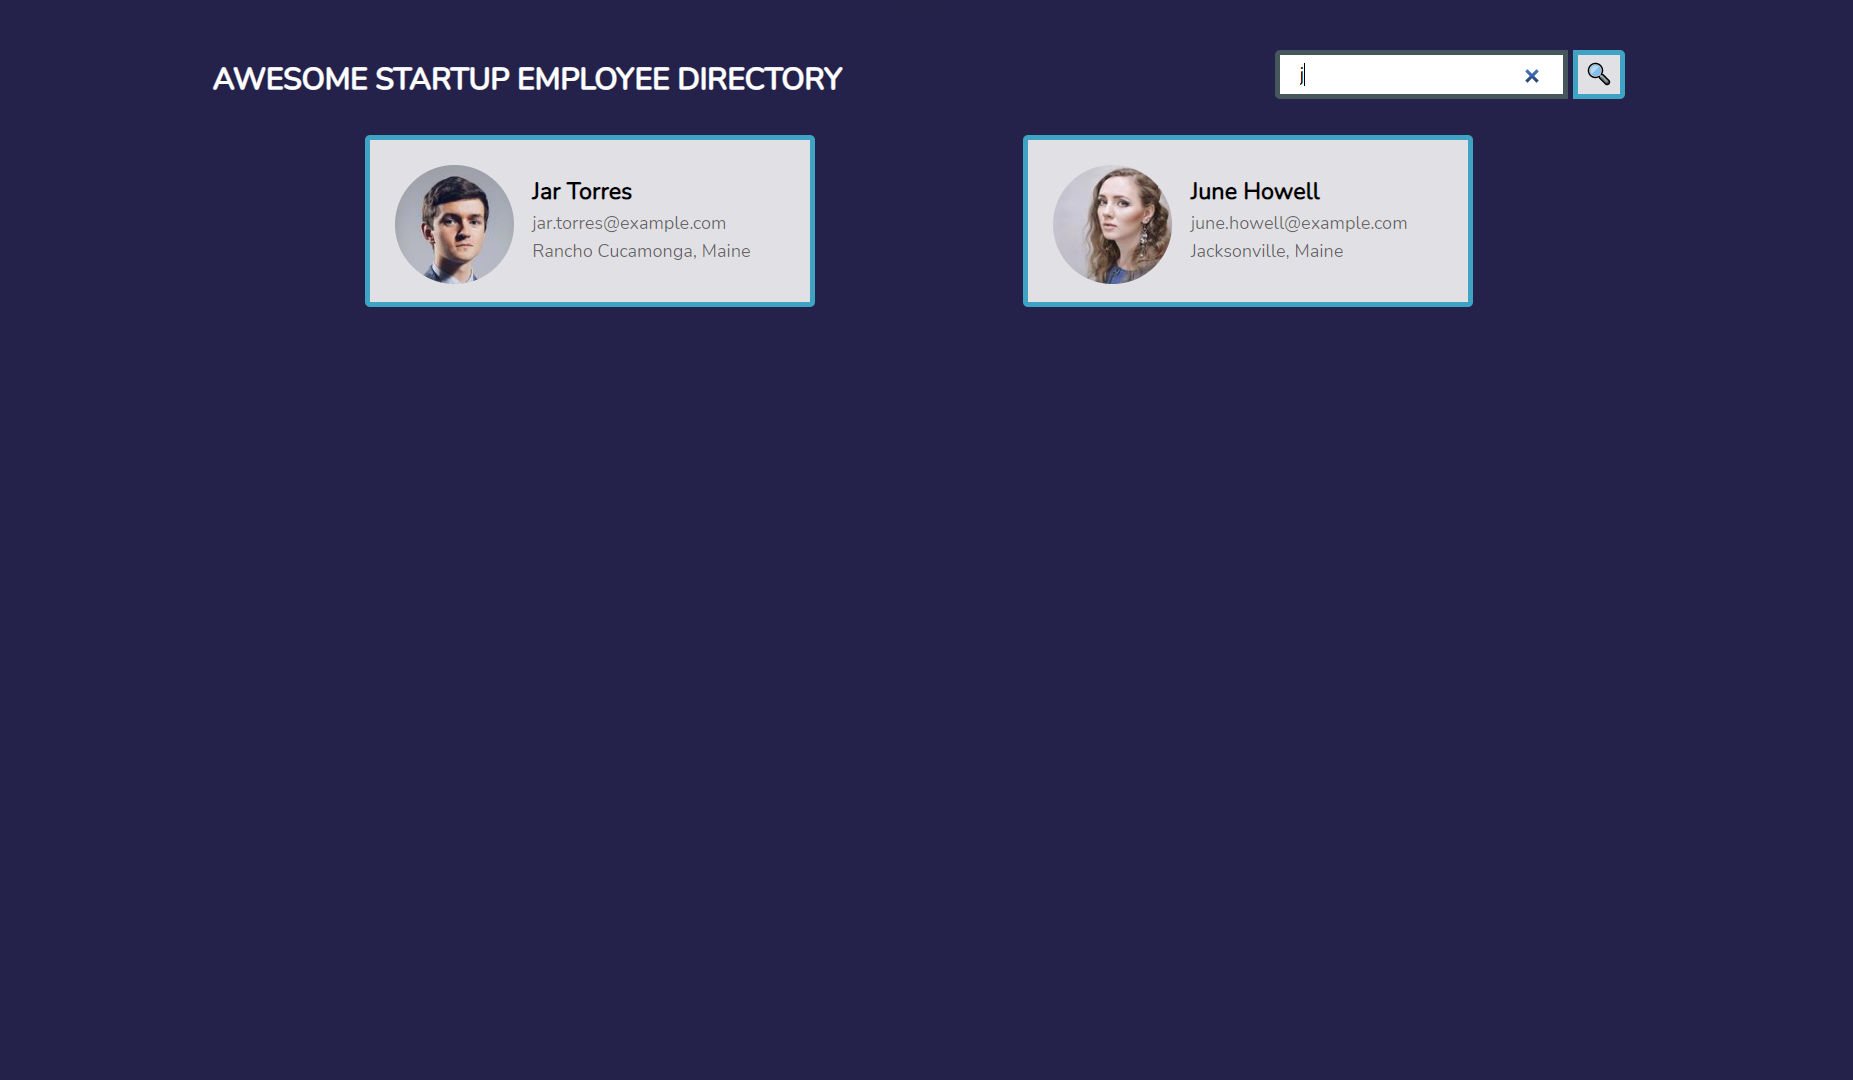 AWESOME STARTUP EMPLOYEE DIRECTORY
j
Jar Torres
jar.torres@example.com
Rancho Cucamonga, Maine
June Howell
june.howell@example.com
Jacksonville, Maine